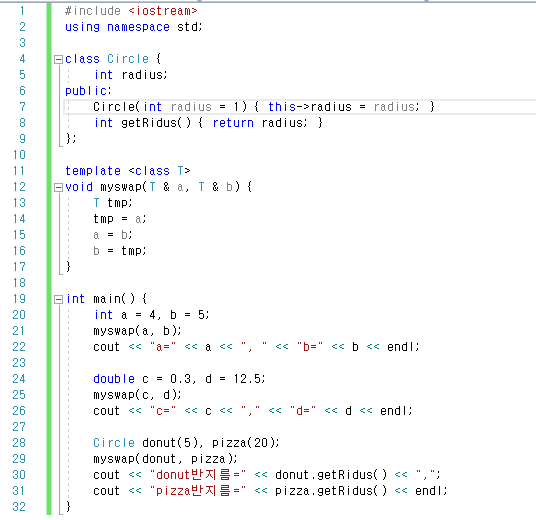 1 #include <iostream>
2 using namespace std;
3
4 class Circle {
5 int radius;
6 public:
7 Circle(int radius = 1) { this->radius = radius; }
8 int getRidus() { return radius; }
9 };
10
11 template <class T>
12 void myswap(T & a, T & b) {
13 T tmp;
14 tmp = a;
15 a = b;
16 b = tmp;
17 }
18
19 int main() {
20 int a = 4, b = 5;
21 myswap(a, b);
22 cout << "a=" << a << ", " << "b=" << b << endl;
23
24 double c = 0.3, d = 12.5;
25 myswap(c, d);
26 cout << "c=" << c << "," << "d=" << d << endl;
27
28 Circle donut(5), pizza(20);
29 myswap(donut, pizza);
30 cout << "donut반지름=" << donut.getRidus() << ",";
31 cout << "pizza반지름=" << pizza.getRidus() << endl;
32 }